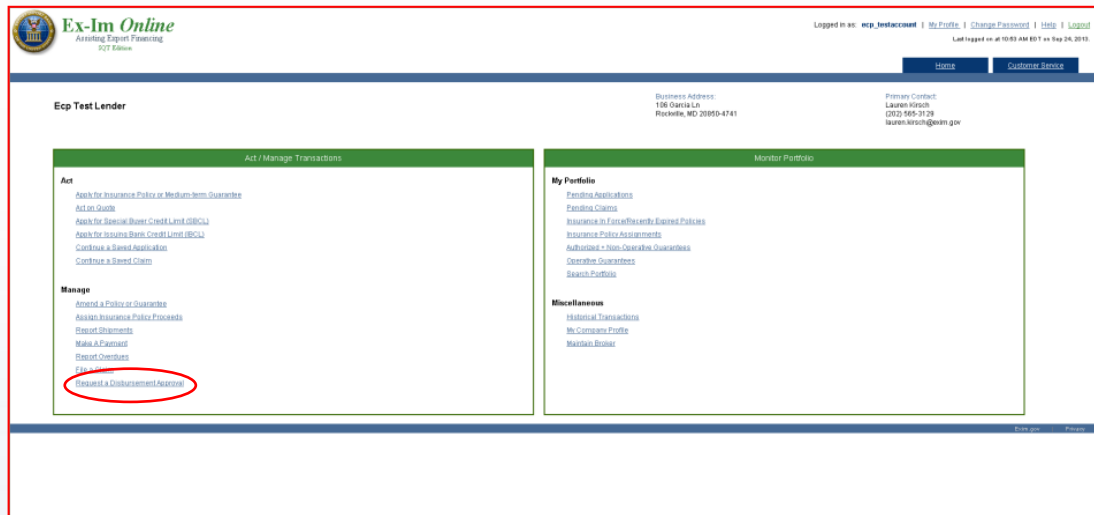 Ex-Im Online
Assisting Export Financing
SQT Edition
Logged in as: ecp_testaccount | My Profile | Change Password | Help | Logout
Last logged on at 10:53 AM EDT on Sep 24, 2013.
Home
Customer Service
Ecp Test Lender
Business Address:
106 Garcia Ln
Rockville, MD 20850-4741
Primary Contact:
Lauren Kirsch
(202) 565-3129
lauren.kirsch@exim.gov
Act / Manage Transactions
Act
Apply for Insurance Policy or Medium-term Guarantee
Act on Quote
Apply for Special Buyer Credit Limit (SBCL)
Apply for Issuing Bank Credit Limit (IBCL)
Continue a Saved Application
Continue a Saved Claim
Manage
Amend a Policy or Guarantee
Assign Insurance Policy Proceeds
Report Shipments
Make A Payment
Report Overdues
File a Claim
Request a Disbursement Approval
Monitor Portfolio
My Portfolio
Pending Applications
Pending Claims
Insurance In Force/Recently Expired Policies
Insurance Policy Assignments
Authorized + Non-Operative Guarantees
Operative Guarantees
Search Portfolio
Miscellaneous
Historical Transactions
My Company Profile
Maintain Broker
Exim.gov | Privacy